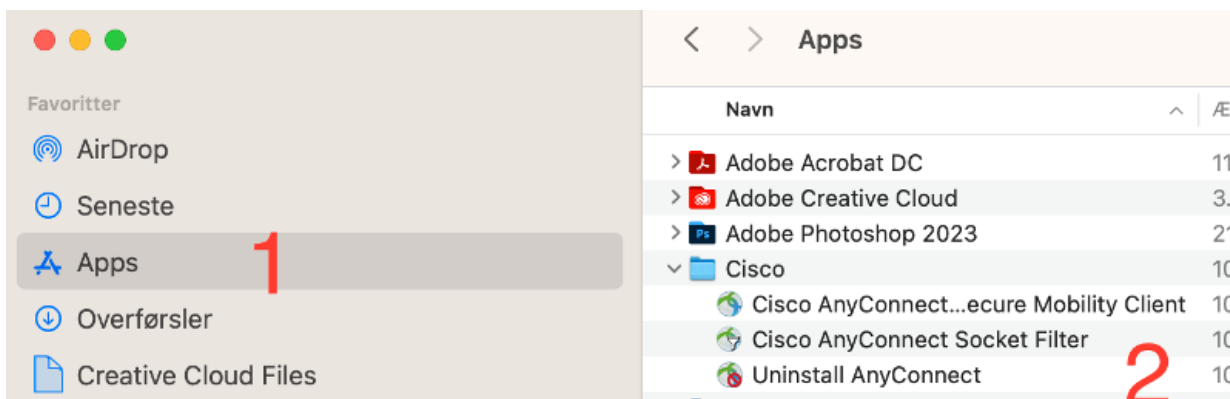 Apps
Favoritter
AirDrop
Seneste
Apps
1
Overførsler
Creative Cloud Files
Navn
Adobe Acrobat DC
Adobe Creative Cloud
Adobe Photoshop 2023
Cisco
Cisco AnyConnect...ecure Mobility Client
Cisco AnyConnect Socket Filter
Uninstall AnyConnect
2